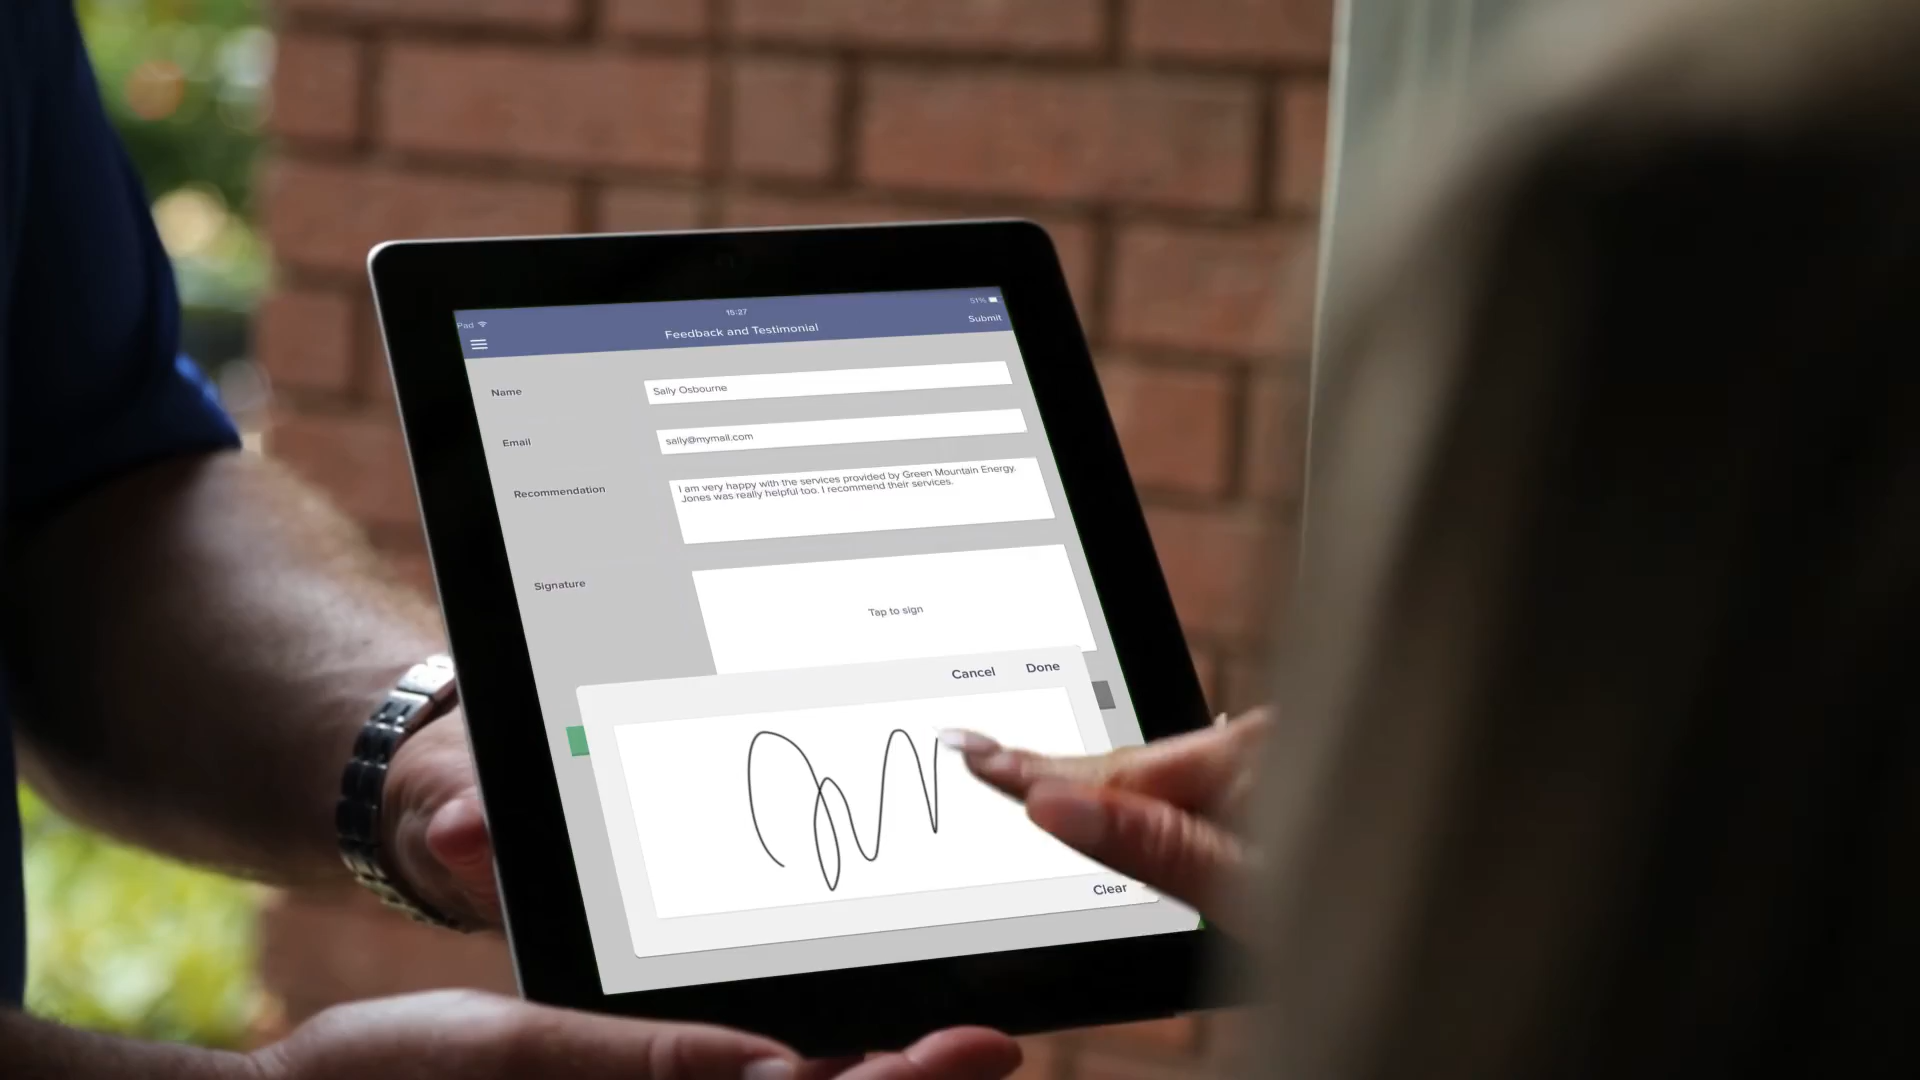 Pad
15:27
51%
Feedback and Testimonial
Submit
Name
Sally Osbourne
Email
sally@mymail.com
Recommendation
I am very happy with the services provided by Green Mountain Energy.
Jones was really helpful too. I recommend their services.
Signature
Tap to sign
Cancel
Done
Clear